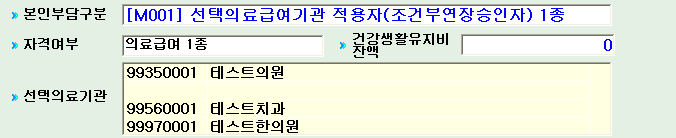 본인부담구분 [M001] 선택의료급여기관 적용자(조건부연장승인자) 1종
자격여부 의료급여 1종 건강생활유지비 잔액 0
선택의료기관 99350001 테스트의원
99560001 테스트치과
99970001 테스트한의원